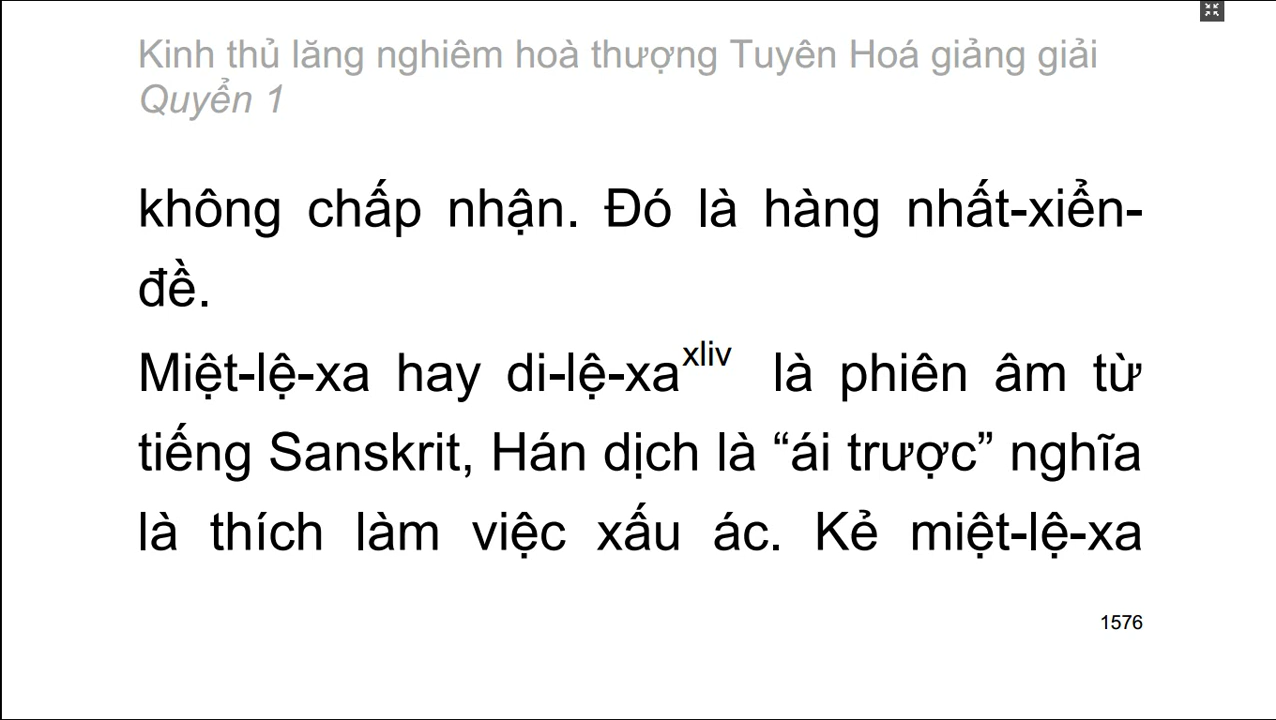 Kinh thủ lăng nghiêm hoà thượng Tuyên Hoá giảng giải
Quyển 1
không chấp nhận. Đó là hàng nhất-xiển-
đề.
Miệt-lệ-xa hay di-lệ-xaxliv là phiên âm từ
tiếng Sanskrit, Hán dịch là “ái trược” nghĩa
là thích làm việc xấu ác. Kẻ miệt-lệ-xa
1576